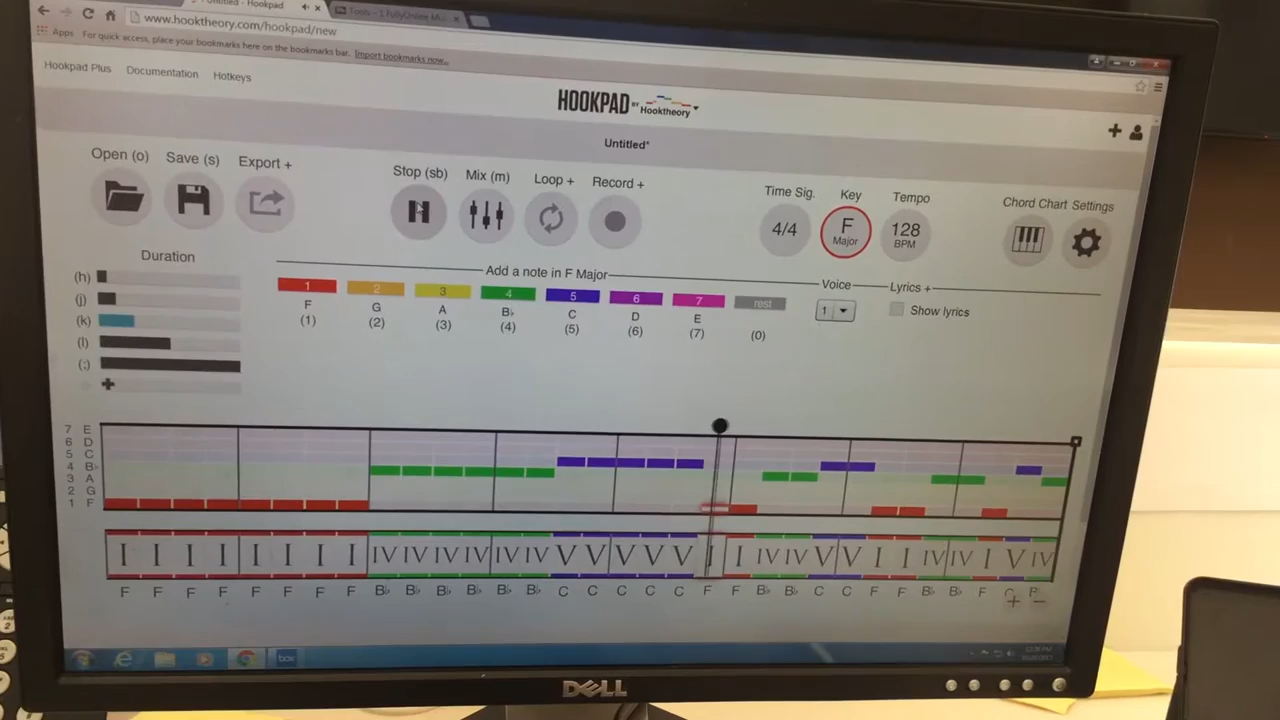 Untitled - Hookpad
www.hooktheory.com/hookpad/new
Apps For quick access, place your bookmarks here on the bookmarks bar. Import bookmarks now...
Hookpad Plus Documentation Hotkeys
HOOKPAD BY Hooktheory
Untitled*
Open (o) Save (s) Export +
Stop (sb) Mix (m) Loop + Record +
Time Sig. Key Tempo
Chord Chart Settings
4/4 F Major 128 BPM
Duration
Add a note in F Major
Voice Lyrics +
(h)
(j)
(k)
(l)
(;)
1 2 3 4 5 6 7 rest
F G A B♭ C D E
(1) (2) (3) (4) (5) (6) (7) (0)
1 Show lyrics
7 E
6 D
5 C
4 B♭
3 A
2 G
1 F
I I I I I I I I IV IV IV IV IV IV V V V V V I I IV IV V V I I IV IV I V IV
F F F F F F F F B♭ B♭ B♭ B♭ B♭ B♭ C C C C C F F B♭ B♭ C C F F B♭ B♭ F C
box
DELL